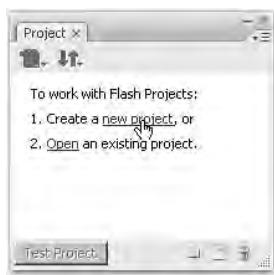 Project ×
To work with Flash Projects:
1. Create a new project, or
2. Open an existing project.
Test Project